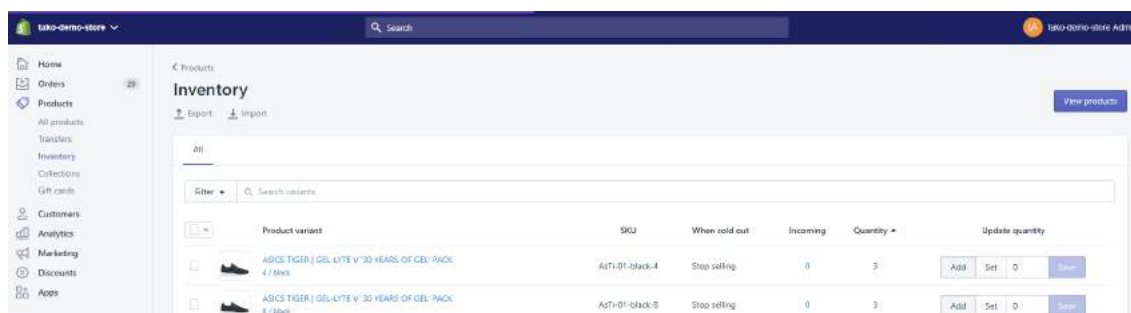 tako-demo-store
Search
tako-demo-store Adm
Home
Orders 29
Products
All products
Transfers
Inventory
Collections
Gift cards
Customers
Analytics
Marketing
Discounts
Apps
Products
Inventory
Export Import
View products
All
Filter Search variants
Product variant SKU When sold out Incoming Quantity Update quantity
ASICS TIGER | GEL-LYTE V '30 YEARS OF GEL' PACK
4 / black
AsTi-01-black-4 Stop selling 0 3 Add Set 0 Save
ASICS TIGER | GEL-LYTE V '30 YEARS OF GEL' PACK
8 / black
AsTi-01-black-8 Stop selling 0 3 Add Set 0 Save